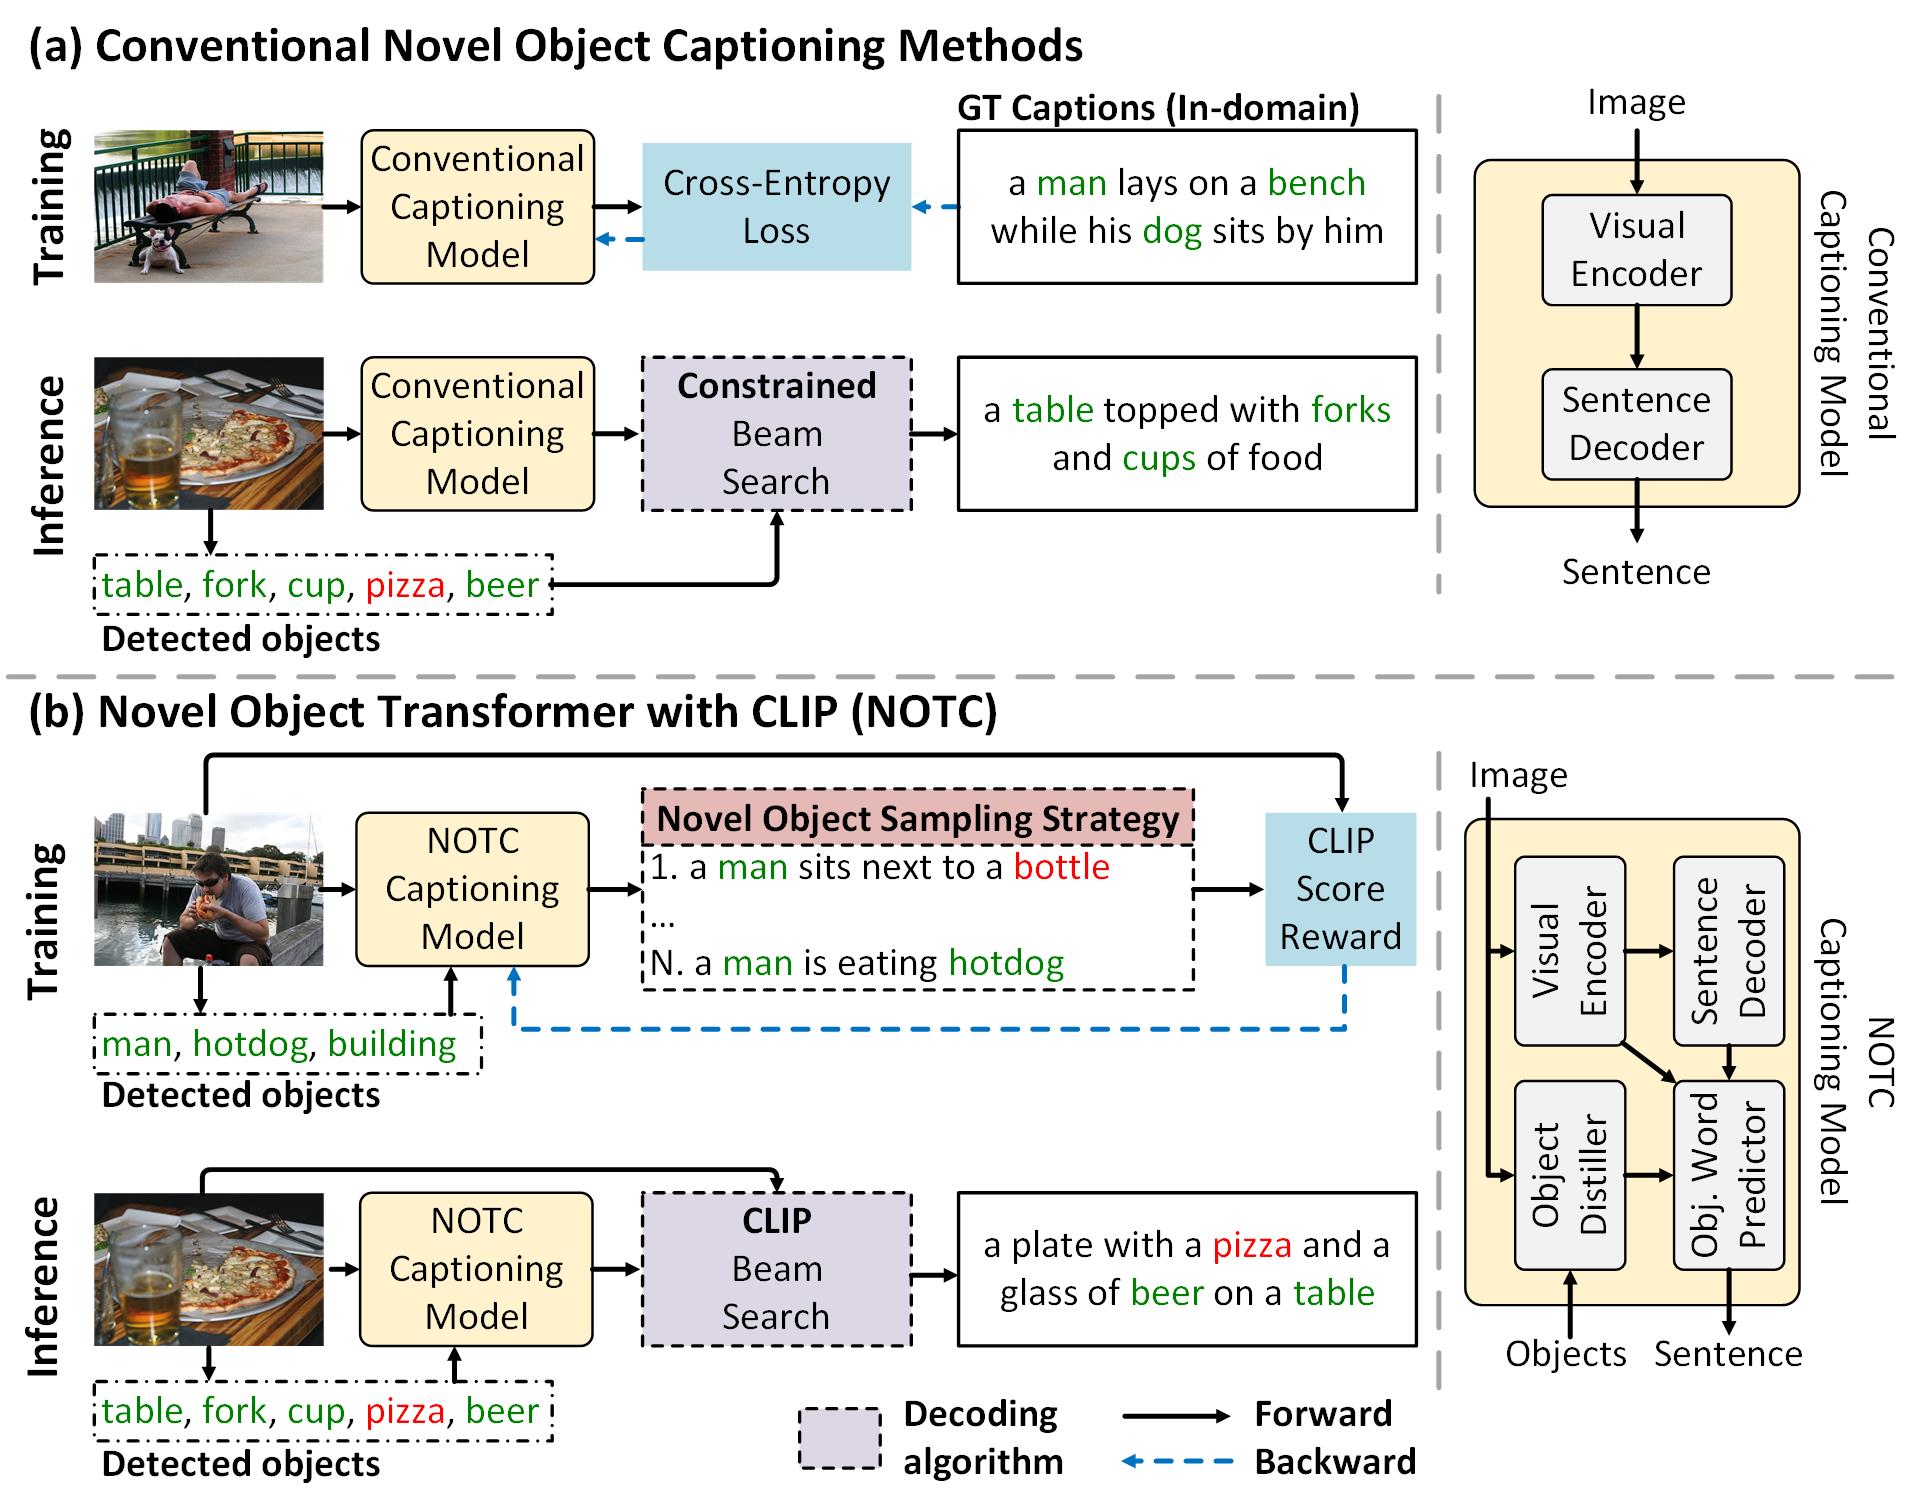 (a) Conventional Novel Object Captioning Methods
Training
Conventional
Captioning
Model
Cross-Entropy
Loss
GT Captions (In-domain)
a man lays on a bench
while his dog sits by him
Inference
Conventional
Captioning
Model
Constrained
Beam
Search
a table topped with forks
and cups of food
table, fork, cup, pizza, beer
Detected objects
Image
Visual
Encoder
Sentence
Decoder
Sentence
Conventional
Captioning Model
(b) Novel Object Transformer with CLIP (NOTC)
Training
NOTC
Captioning
Model
Novel Object Sampling Strategy
1. a man sits next to a bottle
...
N. a man is eating hotdog
CLIP
Score
Reward
man, hotdog, building
Detected objects
Inference
NOTC
Captioning
Model
CLIP
Beam
Search
a plate with a pizza and a
glass of beer on a table
table, fork, cup, pizza, beer
Detected objects
Decoding
algorithm
Forward
Backward
Image
Visual
Encoder
Sentence
Decoder
Object
Distiller
Obj. Word
Predictor
Objects
Sentence
NOTC
Captioning Model